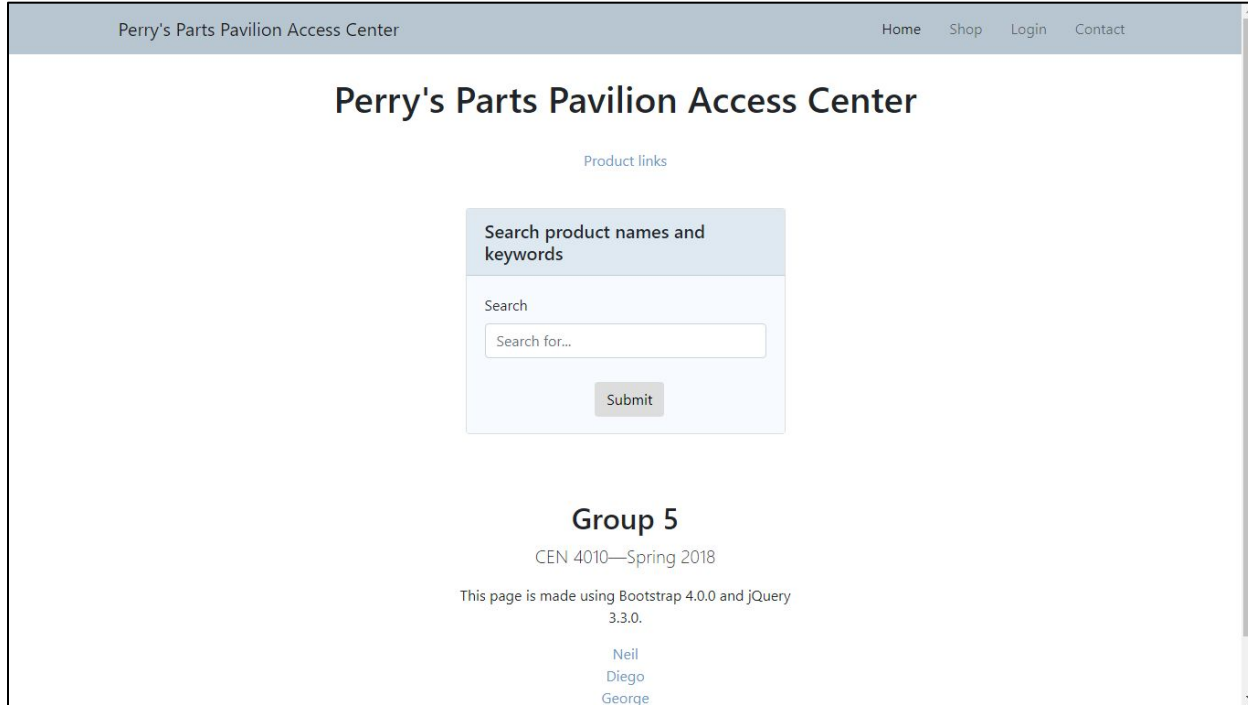 Perry's Parts Pavilion Access Center
Home Shop Login Contact
Perry's Parts Pavilion Access Center
Product links
Search product names and
keywords
Search
Search for...
Submit
Group 5
CEN 4010—Spring 2018
This page is made using Bootstrap 4.0.0 and jQuery
3.3.0.
Neil
Diego
George